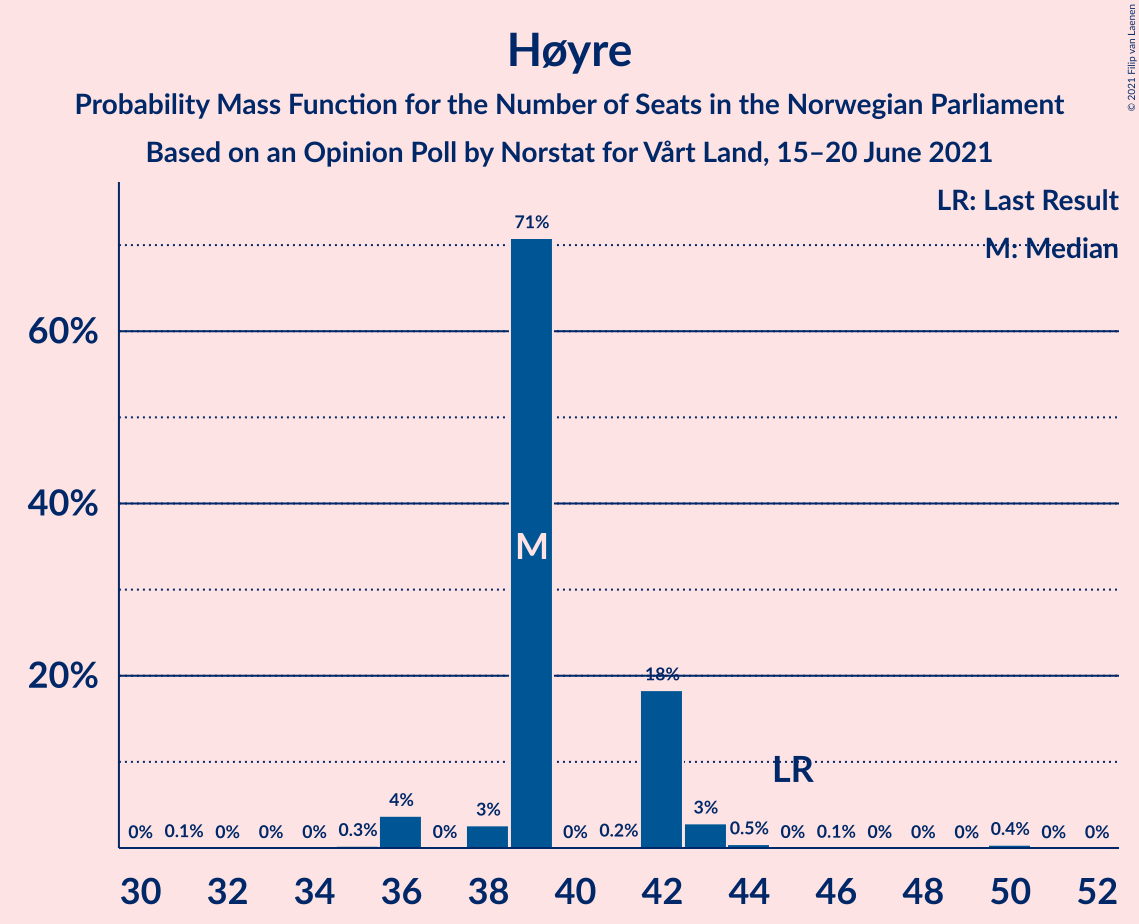 Høyre
Probability Mass Function for the Number of Seats in the Norwegian Parliament
Based on an Opinion Poll by Norstat for Vårt Land, 15–20 June 2021
© 2021 Filip van Laenen
LR: Last Result
M: Median
60%
40%
20%
0% 0.1% 0% 0% 0% 0.3% 4% 0% 3% 71% 0% 0.2% 18% 3% 0.5% 0% 0.1% 0% 0% 0% 0.4% 0% 0%
M
LR
30 32 34 36 38 40 42 44 46 48 50 52